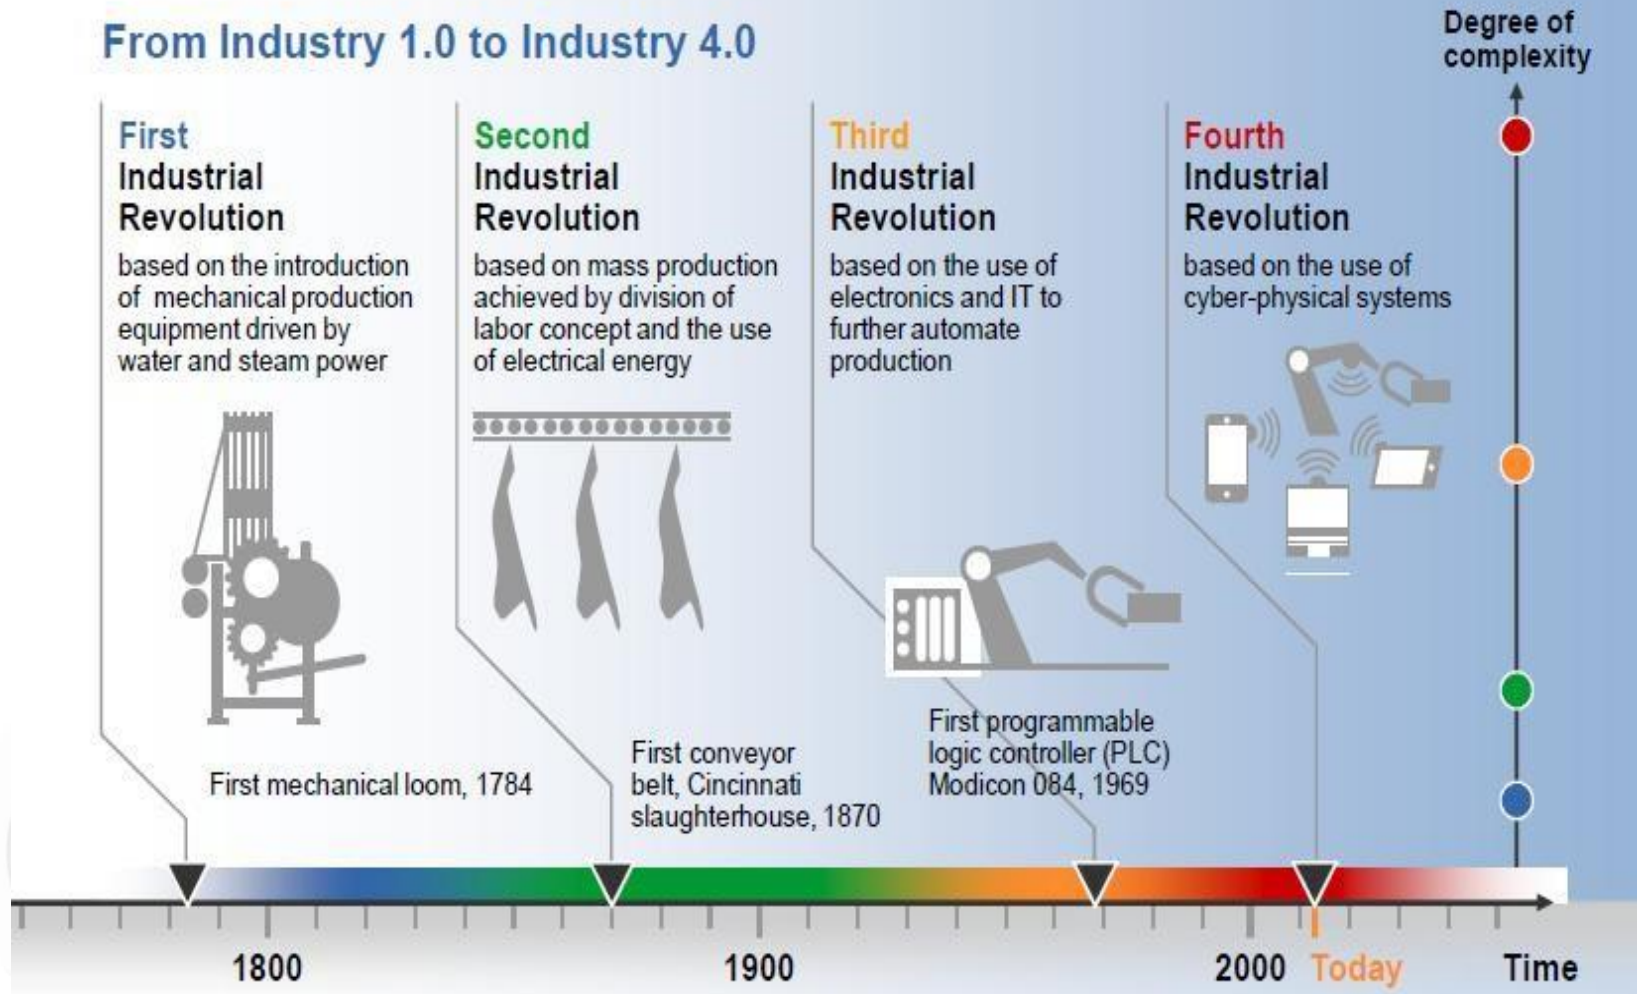 From Industry 1.0 to Industry 4.0
Degree of
complexity
First
Industrial
Revolution
based on the introduction
of mechanical production
equipment driven by
water and steam power
Second
Industrial
Revolution
based on mass production
achieved by division of
labor concept and the use
of electrical energy
Third
Industrial
Revolution
based on the use of
electronics and IT to
further automate
production
Fourth
Industrial
Revolution
based on the use of
cyber-physical systems
First mechanical loom, 1784
First conveyor
belt, Cincinnati
slaughterhouse, 1870
First programmable
logic controller (PLC)
Modicon 084, 1969
1800
1900
2000
Today
Time